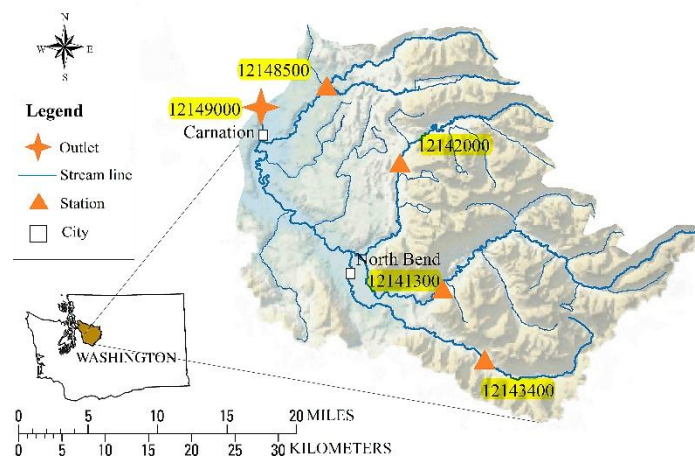 N
W E
S
Legend
Outlet
Stream line
Station
City
12148500
12149000
Carnation
12142000
North Bend
12141300
12143400
WASHINGTON
0 5 10 15 20 MILES
0 5 10 15 20 25 30 KILOMETERS